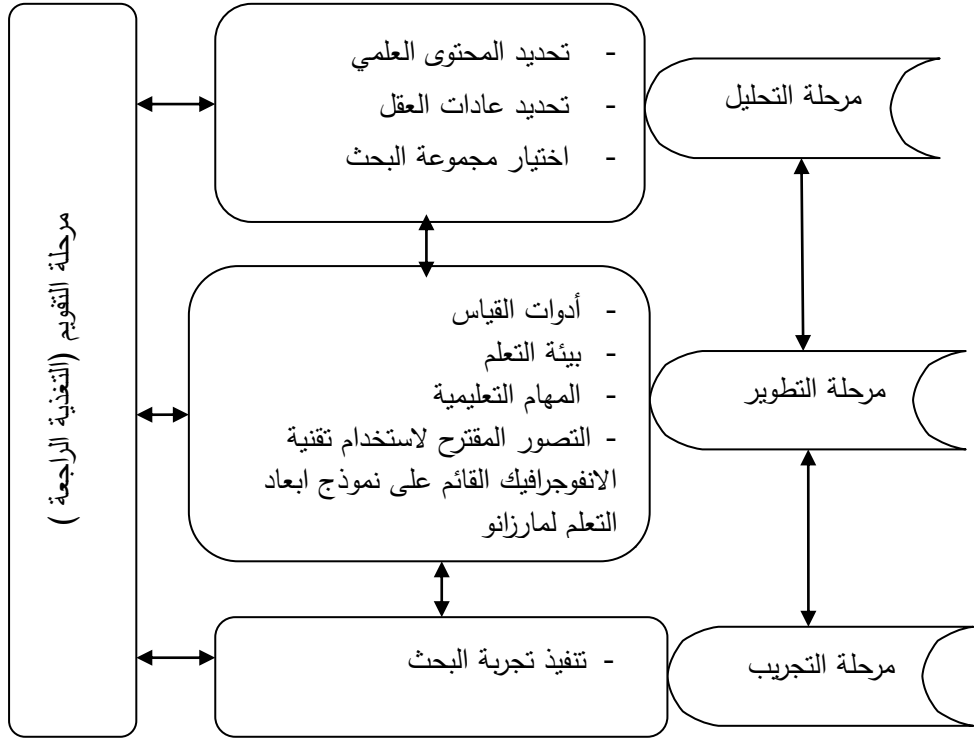 مرحلة التحليل
- تحديد المحتوى العلمي
- تحديد عادات العقل
- اختيار مجموعة البحث
مرحلة التطوير
- أدوات القياس
- بيئة التعلم
- المهام التعليمية
- التصور المقترح لاستخدام تقنية
الانفوجرافيك القائم على نموذج ابعاد
التعلم لمارزانو
مرحلة التجريب
- تنفيذ تجربة البحث
مرحلة التقويم (التغذية الراجعة )